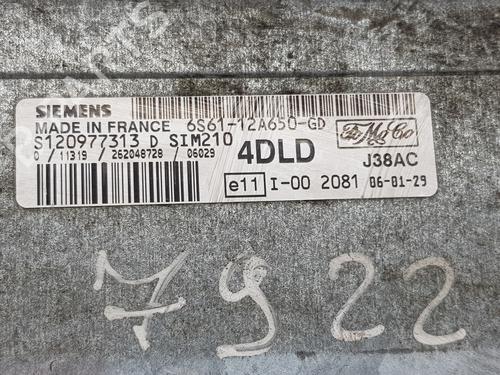 SIEMENS
MADE IN FRANCE 6S61-12A650-GD
S120977313 D SIM210
0 / 11319 / 262048728 / 06029
4DLD
FoMoCo
J38AC
e11 I-00 2081 06-01-29
7922